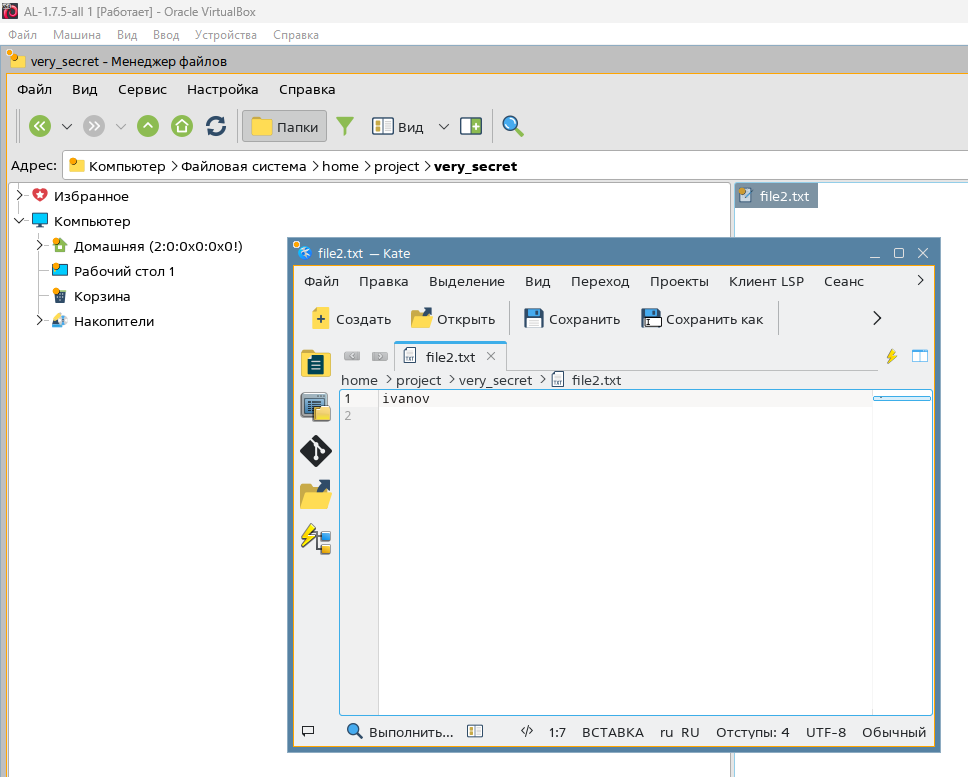 AL-1.7.5-all 1 [Работает] - Oracle VirtualBox
Файл Машина Вид Ввод Устройства Справка
very_secret - Менеджер файлов
Файл Вид Сервис Настройка Справка
Папки Вид
Адрес: Компьютер Файловая система home project very_secret
Избранное
Компьютер
Домашняя (2:0:0x0:0x0!)
Рабочий стол 1
Корзина
Накопители
file2.txt
file2.txt — Kate
Файл Правка Выделение Вид Переход Проекты Клиент LSP Сеанс
Создать Открыть Сохранить Сохранить как
file2.txt
home project very_secret file2.txt
1 ivanov
2
Выполнить... 1:7 ВСТАВКА ru RU Отступы: 4 UTF-8 Обычный